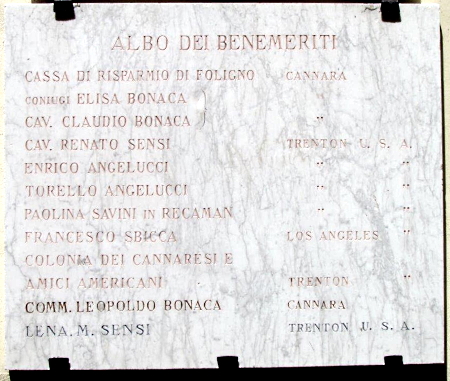 ALBO DEI BENEMERITI
CASSA DI RISPARMIO DI FOLIGNO CANNARA
CONIUGI ELISA BONACA
CAV. CLAUDIO BONACA } "
CAV. RENATO SENSI TRENTON U. S. A.
ENRICO ANGELUCCI " "
TORELLO ANGELUCCI " "
PAOLINA SAVINI IN RECAMAN " "
FRANCESCO SBICCA LOS ANGELES "
COLONIA DEI CANNARESI E
AMICI AMERICANI TRENTON "
COMM. LEOPOLDO BONACA CANNARA
LENA. M. SENSI TRENTON U. S. A.